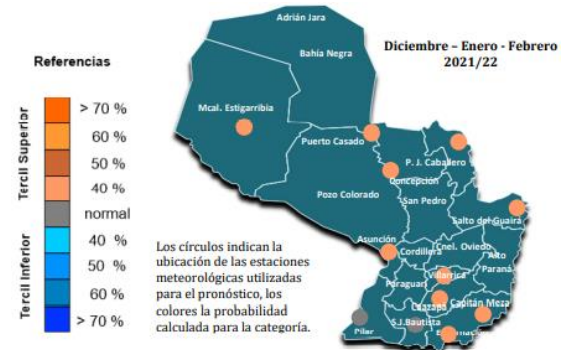 Adrián Jara
Bahía Negra
Diciembre – Enero - Febrero
2021/22
Referencias
Mcal. Estigarribia
Puerto Casado
P. J. Caballero
Concepción
Pozo Colorado
San Pedro
Salto del Guairá
Tercil Superior
> 70 %
60 %
50 %
40 %
normal
Tercil Inferior
40 %
50 %
60 %
> 70 %
Los círculos indican la
ubicación de las estaciones
meteorológicas utilizadas
para el pronóstico, los
colores la probabilidad
calculada para la categoría.
Asunción
Cordillera
Cnel. Oviedo
Alto
Paraná
Villarrica
Paraguarí
Caazapá
Capitán Meza
Pilar
S.J.Bautista